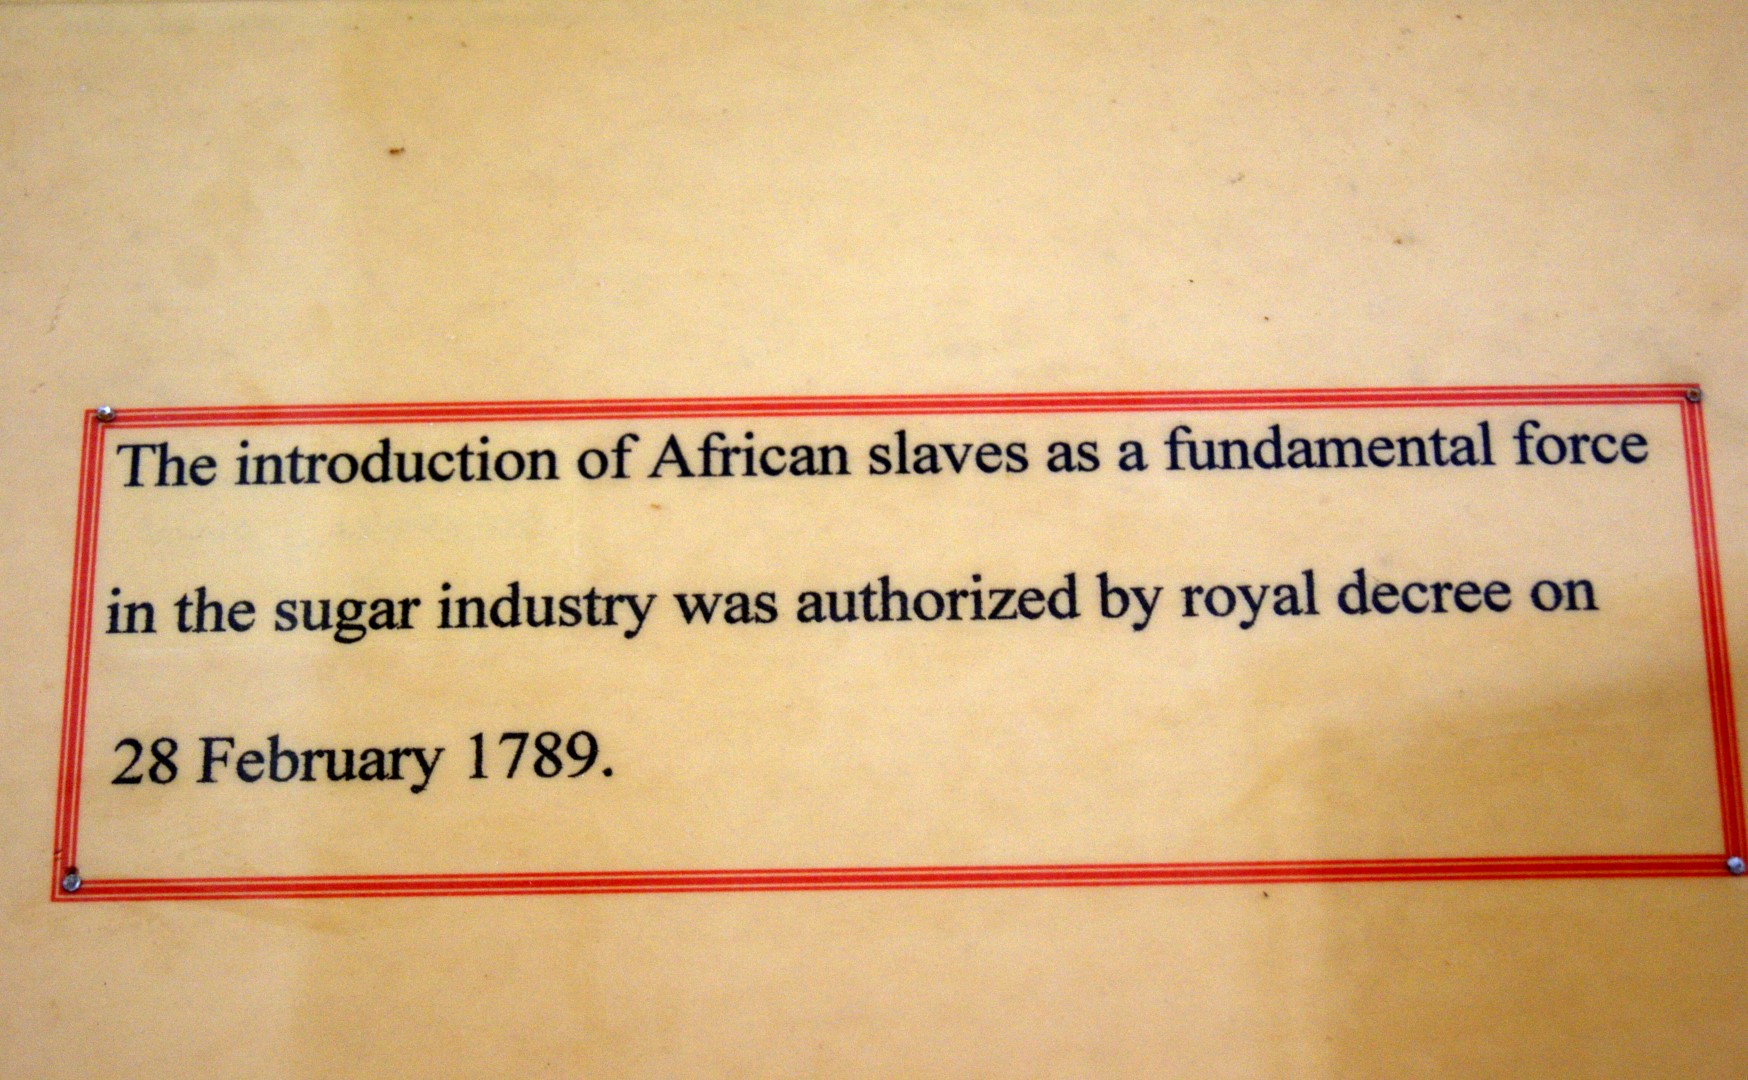 The introduction of African slaves as a fundamental force
in the sugar industry was authorized by royal decree on
28 February 1789.